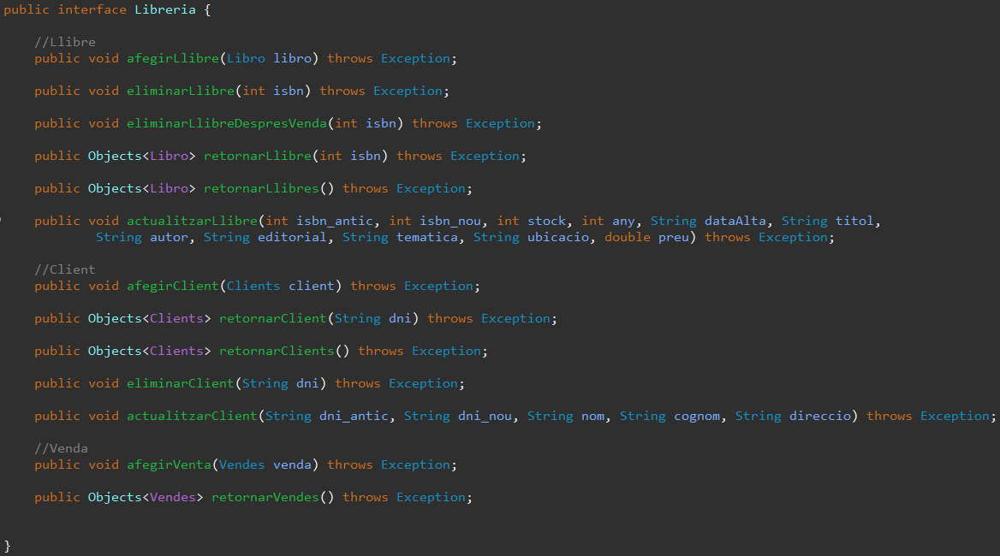 public interface Libreria {
//Llibre
public void afegirLlibre(Libro libro) throws Exception;
public void eliminarLlibre(int isbn) throws Exception;
public void eliminarLlibreDespresVenda(int isbn) throws Exception;
public Objects<Libro> retornarLlibre(int isbn) throws Exception;
public Objects<Libro> retornarLlibres() throws Exception;
public void actualitzarLlibre(int isbn_antic, int isbn_nou, int stock, int any, String dataAlta, String titol,
String autor, String editorial, String tematica, String ubicacio, double preu) throws Exception;
//Client
public void afegirClient(Clients client) throws Exception;
public Objects<Clients> retornarClient(String dni) throws Exception;
public Objects<Clients> retornarClients() throws Exception;
public void eliminarClient(String dni) throws Exception;
public void actualitzarClient(String dni_antic, String dni_nou, String nom, String cognom, String direccio) throws Exception;
//Venda
public void afegirVenta(Vendes venda) throws Exception;
public Objects<Vendes> retornarVendes() throws Exception;
}